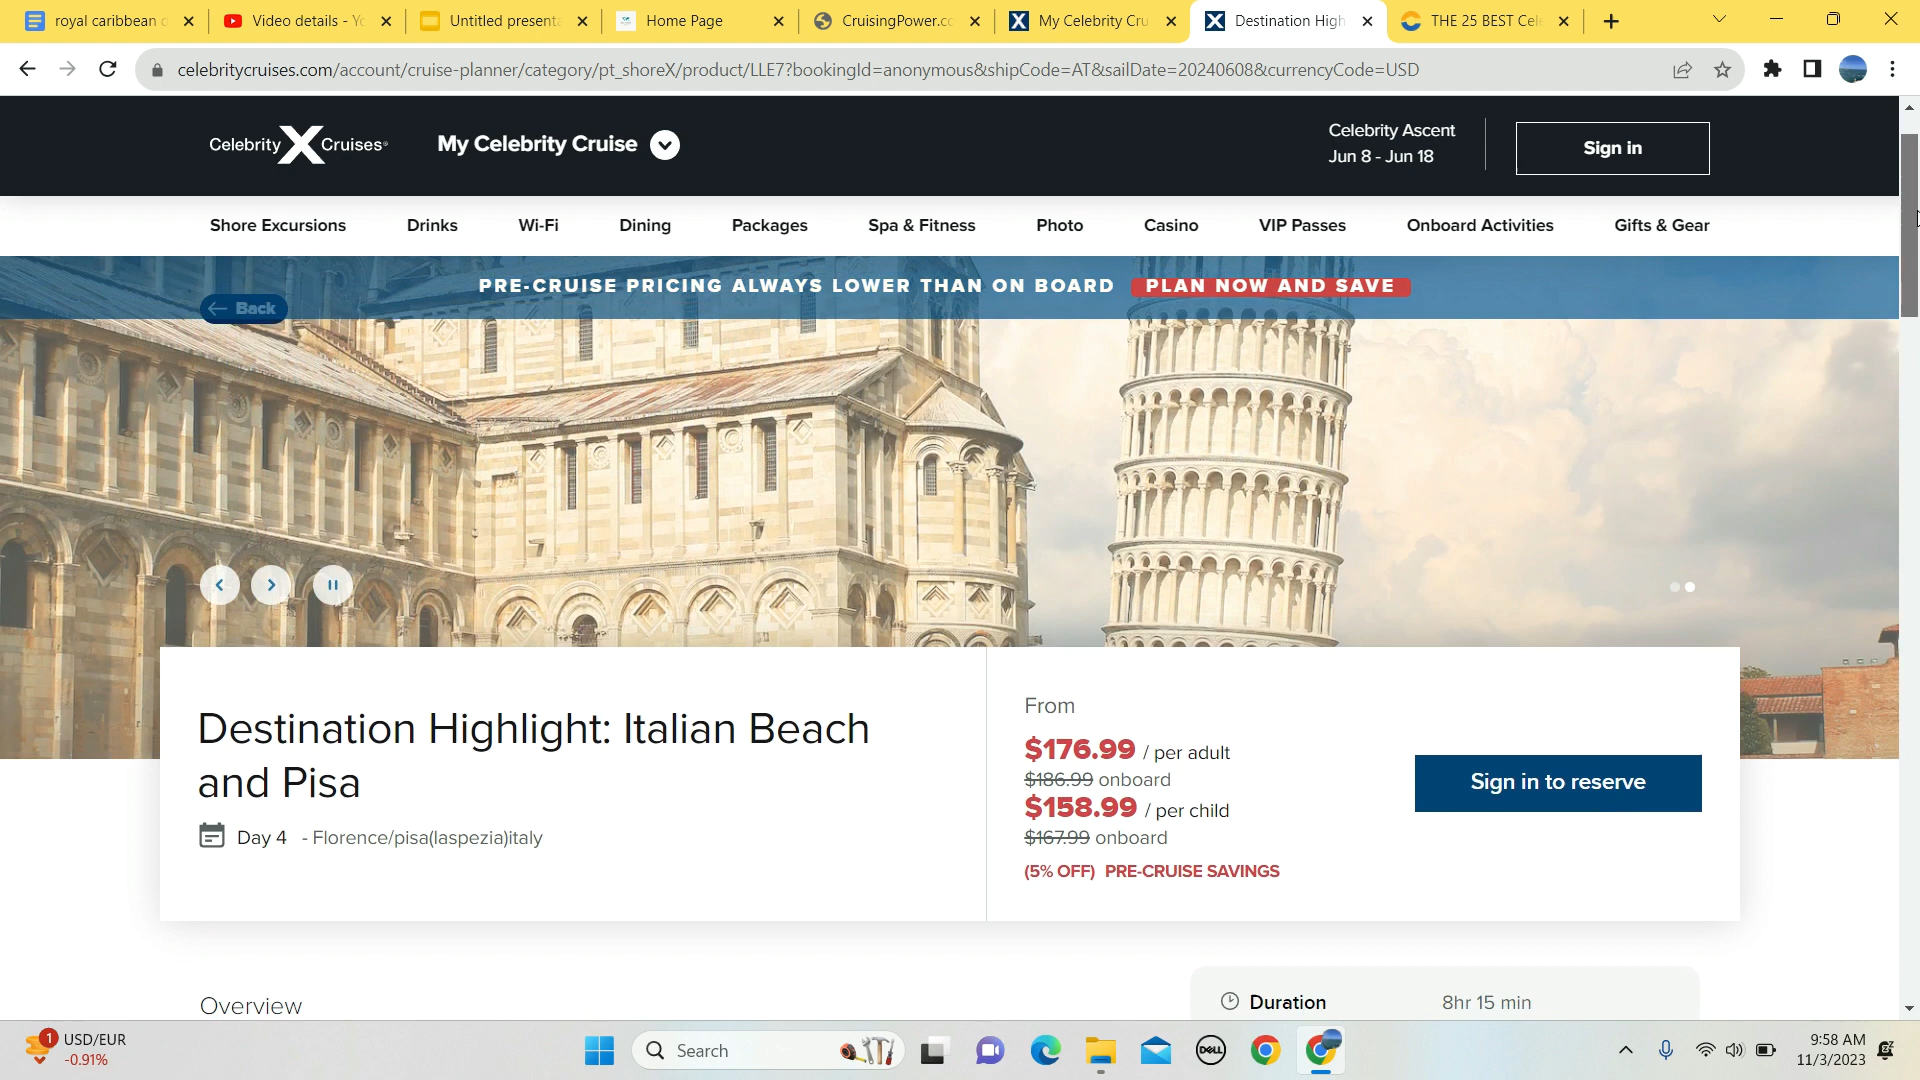 royal caribbean
Video details - Yo
Untitled present
Home Page
CruisingPower.co
My Celebrity Cru
Destination High
THE 25 BEST Cel
celebritycruises.com/account/cruise-planner/category/pt_shoreX/product/LLE7?bookingId=anonymous&shipCode=AT&sailDate=20240608&currencyCode=USD
Celebrity X Cruises
My Celebrity Cruise
Celebrity Ascent
Jun 8 - Jun 18
Sign in
Shore Excursions
Drinks
Wi-Fi
Dining
Packages
Spa & Fitness
Photo
Casino
VIP Passes
Onboard Activities
Gifts & Gear
PRE-CRUISE PRICING ALWAYS LOWER THAN ON BOARD PLAN NOW AND SAVE
Back
Destination Highlight: Italian Beach
and Pisa
Day 4 - Florence/pisa(laspezia)italy
From
$176.99 / per adult
$186.99 onboard
$158.99 / per child
$167.99 onboard
(5% OFF) PRE-CRUISE SAVINGS
Sign in to reserve
Overview
Duration 8hr 15 min
1
USD/EUR
-0.91%
Search
DELL
9:58 AM
11/3/2023